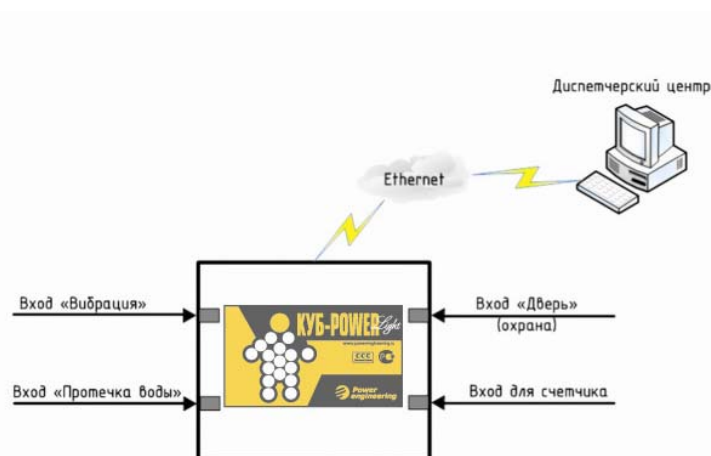 Диспетчерский центр
Ethernet
Вход «Вибрация»
Вход «Дверь»
(охрана)
КУБ-POWER Light
ССС
Power
engineering
Вход «Протечка воды»
Вход для счетчика